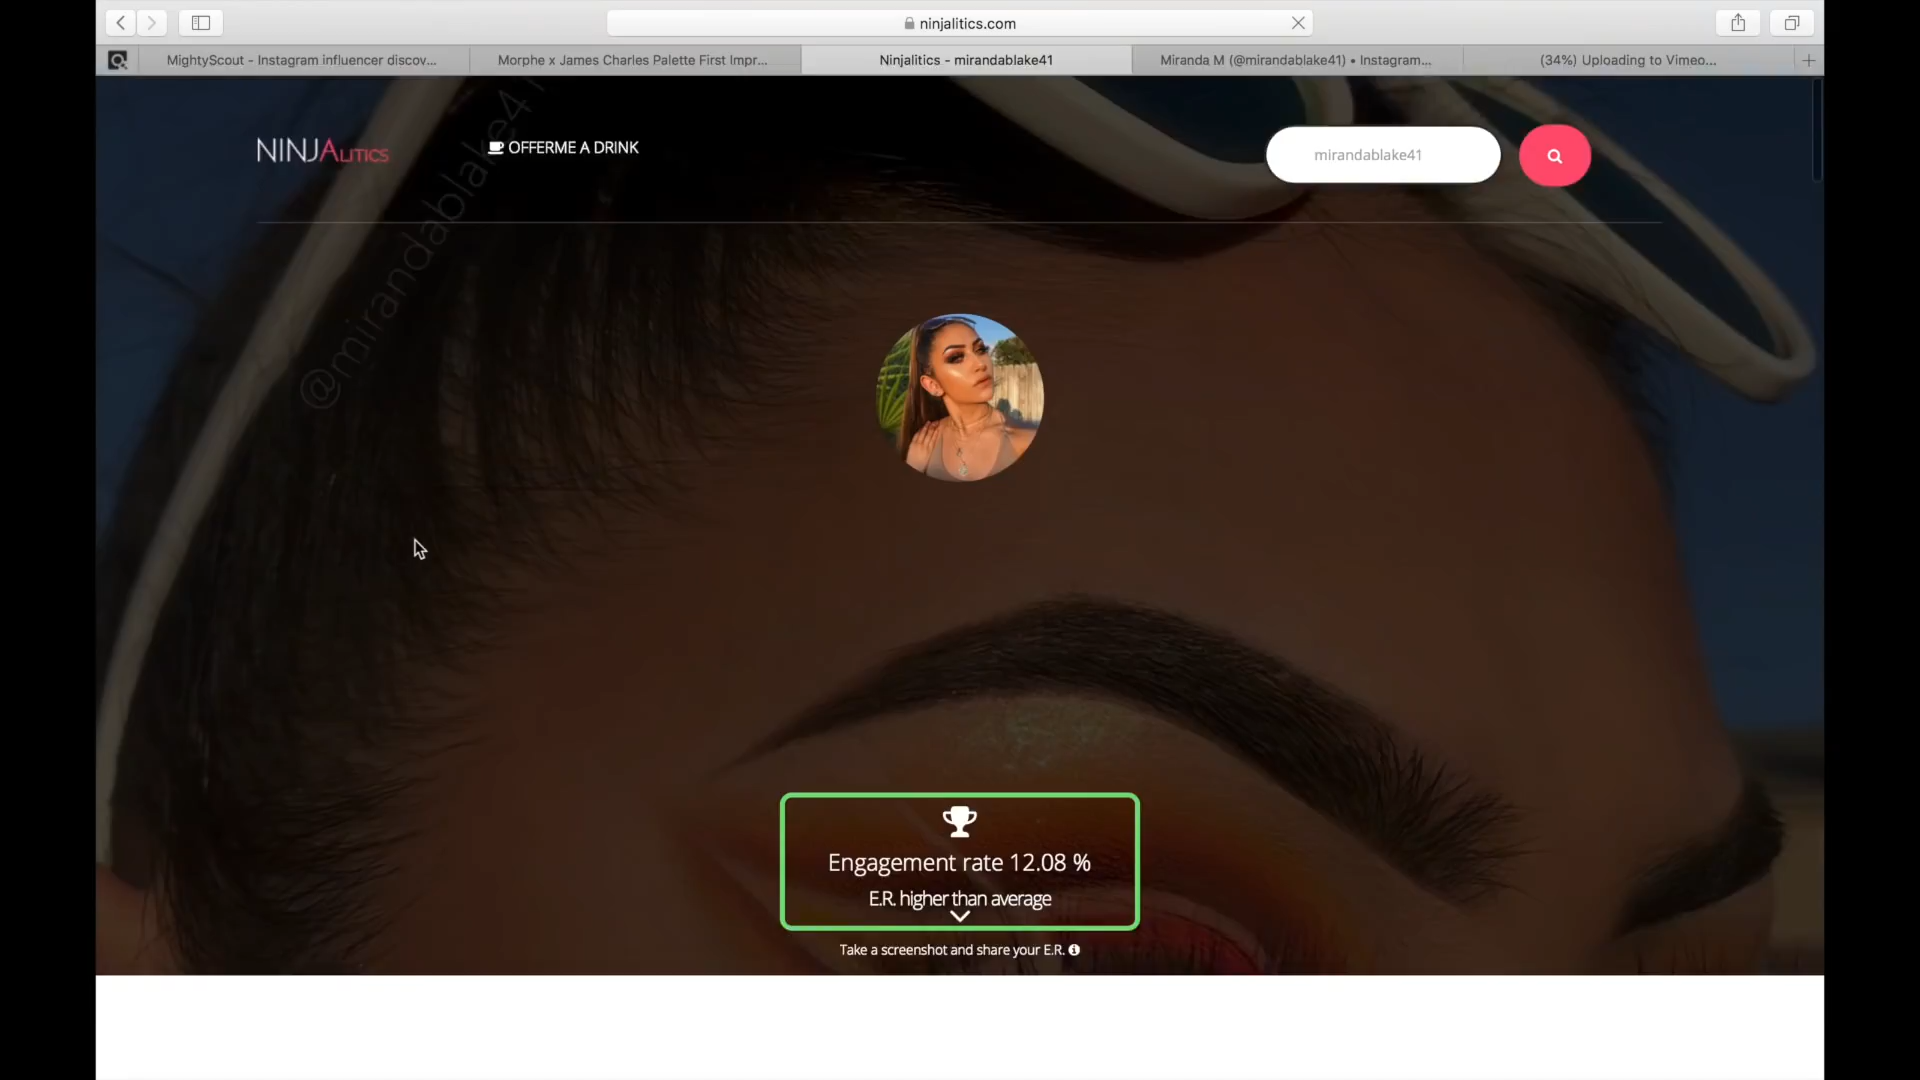 ninjalitics.com
MightyScout - Instagram influencer discov...
Morphe x James Charles Palette First Impr...
Ninjalitics - mirandablake41
Miranda M (@mirandablake41) • Instagram...
(34%) Uploading to Vimeo...
NINJALITICS
OFFERME A DRINK
mirandablake41
@mirandablake41
Engagement rate 12.08 %
E.R. higher than average
Take a screenshot and share your E.R.